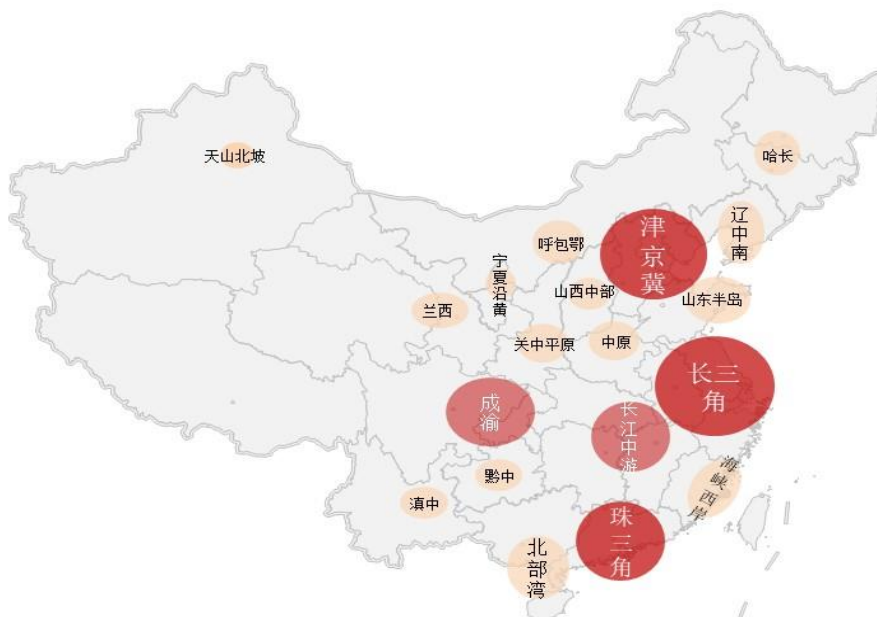 天山北坡
哈长
辽中南
津京冀
呼包鄂
宁夏沿黄
山西中部
山东半岛
兰西
关中平原
中原
长三角
成渝
长江中游
黔中
海峡西岸
滇中
珠三角
北部湾